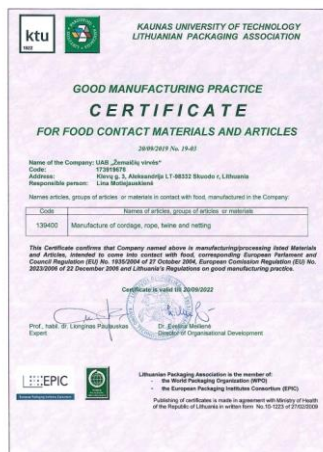 ktu
1922
KAUNAS UNIVERSITY OF TECHNOLOGY
LITHUANIAN PACKAGING ASSOCIATION
GOOD MANUFACTURING PRACTICE
CERTIFICATE
FOR FOOD CONTACT MATERIALS AND ARTICLES
20/09/2019 No. 19-03
Name of the Company: UAB „Žemaičių virvės“
Code: 173919679
Address: Klevų g. 3, Aleksandrija LT-98332 Skuodo r, Lithuania
Responsible person: Lina Motiejauskienė
Names articles, groups of articles or materials in contact with food, manufactured in the Company:
Code Names of articles, groups of articles or materials
139400 Manufacture of cordage, rope, twine and netting
This Certificate confirms that Company named above is manufacturing/processing listed Materials
and Articles, intended to come into contact with food, corresponding European Parlament and
Council Regulation (EU) No. 1935/2004 of 27 October 2004, European Comission Regulation (EU) No.
2023/2006 of 22 December 2006 and Lithuania's Regulations on good manufacturing practice.
Certificate is valid till 20/09/2022
Prof., habil. dr. Longinas Paulauskas
Expert
Dr. Evelina Meilienė
Director of Organisational Development
EPIC
Lithuanian Packaging Association is the member of:
- the World Packaging Organization (WPO)
- the European Packaging Institutes Consortium (EPIC)
Publishing of certificates is made in agreement with Ministry of Health
of the Republic of Lithuania in written form No.10-1223 of 27/02/2009